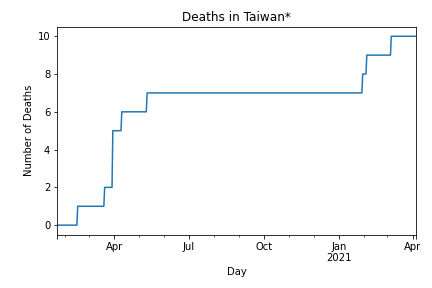 Deaths in Taiwan*
10
8
6
4
2
0
Number of Deaths
Apr
Jul
Oct
Jan
2021
Apr
Day